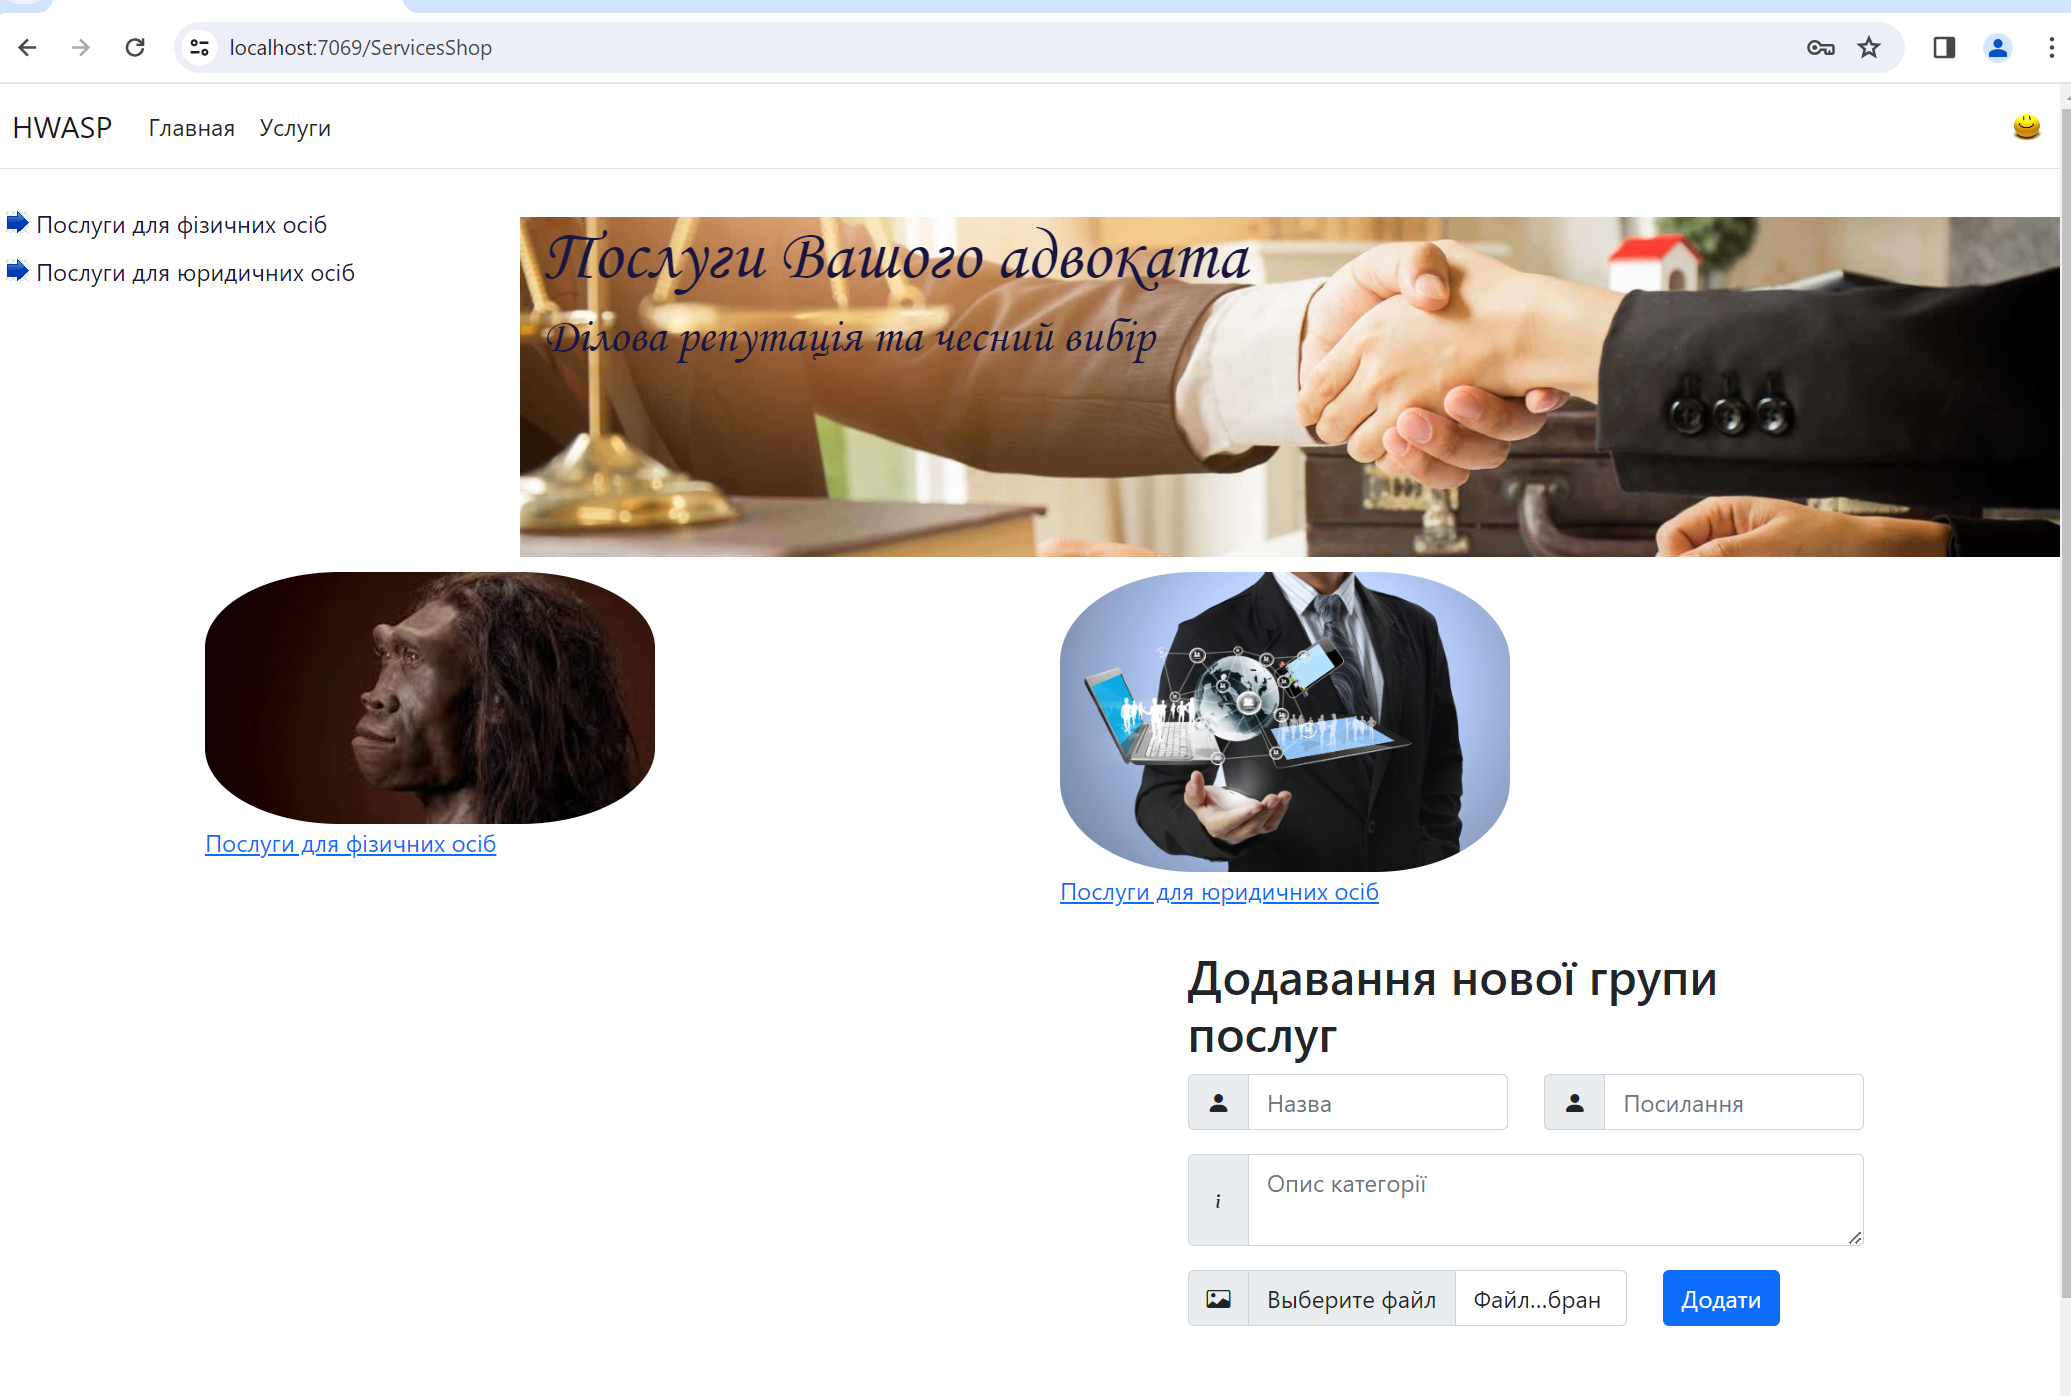 localhost:7069/ServicesShop
HWASP Главная Услуги
Послуги для фізичних осіб
Послуги для юридичних осіб
Послуги Вашого адвоката
Ділова репутація та чесний вибір
Послуги для фізичних осіб
Послуги для юридичних осіб
Додавання нової групи
послуг
Назва Посилання
Опис категорії
Выберите файл Файл...бран Додати